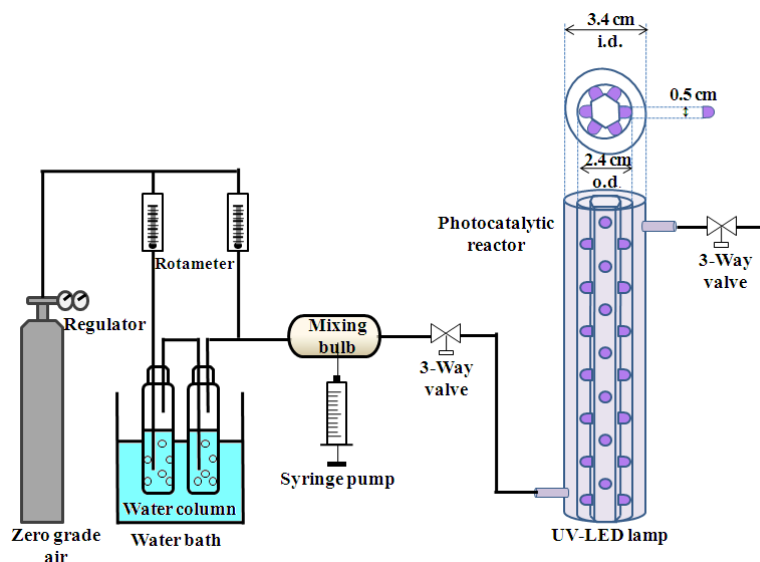 3.4 cm
i.d.
0.5 cm
2.4 cm
o.d.
Photocatalytic
reactor
3-Way
valve
Rotameter
Regulator
Mixing
bulb
3-Way
valve
Syringe pump
Water column
Zero grade
air
Water bath
UV-LED lamp